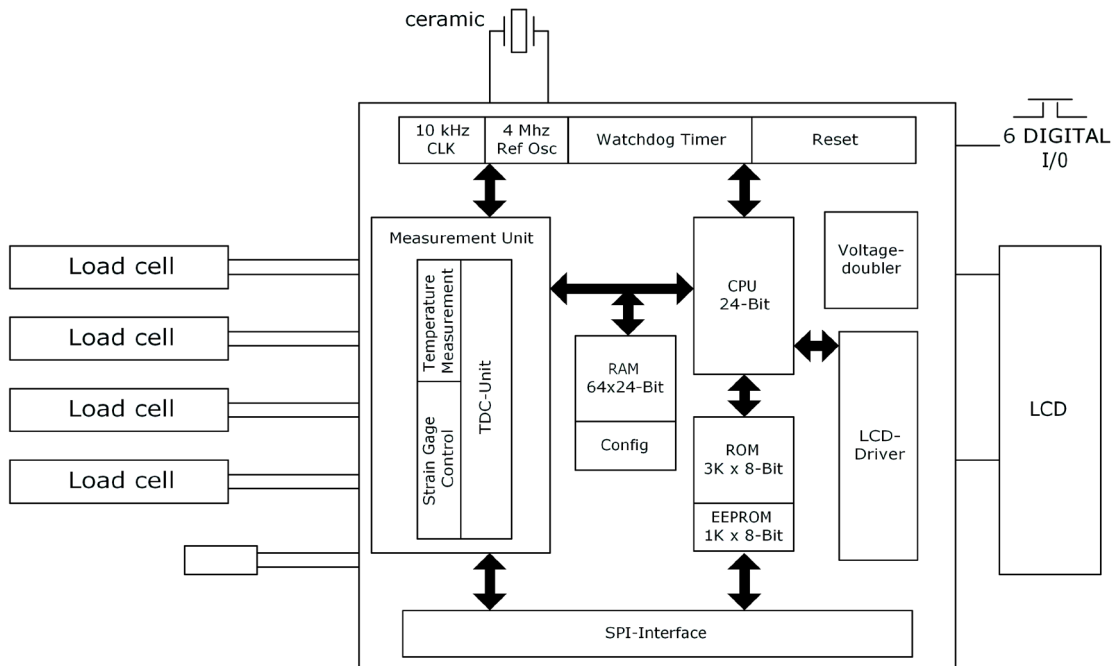 ceramic
10 kHz
CLK
4 Mhz
Ref Osc
Watchdog Timer
Reset
6 DIGITAL
I/0
Measurement Unit
Temperature
Measurement
Strain Gage
Control
TDC-Unit
Load cell
Load cell
Load cell
Load cell
CPU
24-Bit
Voltage-
doubler
RAM
64x24-Bit
Config
ROM
3K x 8-Bit
EEPROM
1K x 8-Bit
LCD-
Driver
LCD
SPI-Interface